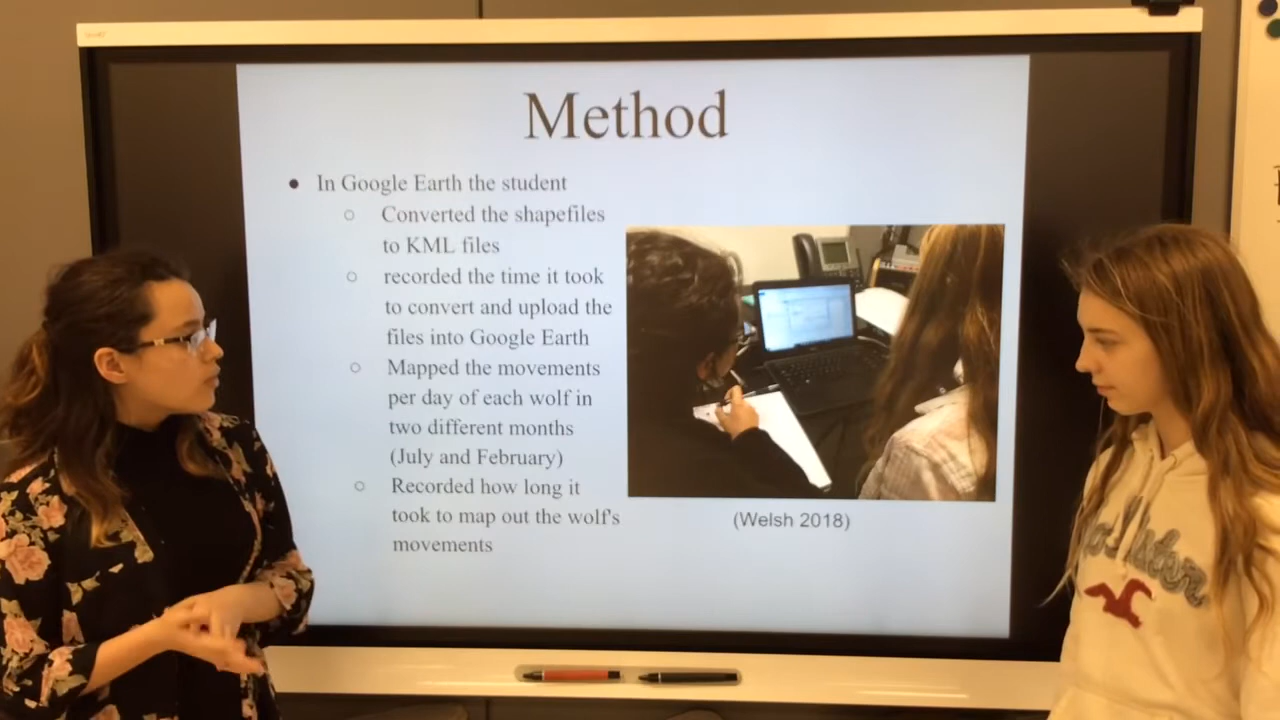 Method
● In Google Earth the student
○ Converted the shapefiles
to KML files
○ recorded the time it took
to convert and upload the
files into Google Earth
○ Mapped the movements
per day of each wolf in
two different months
(July and February)
○ Recorded how long it
took to map out the wolf's
movements
(Welsh 2018)
Hollister